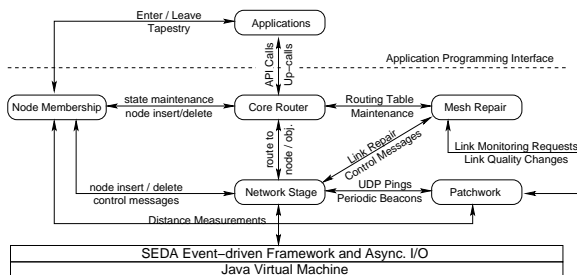 Enter / Leave
Tapestry
Applications
API Calls
Up–calls
Application Programming Interface
Node Membership
state maintenance
node insert/delete
Core Router
Routing Table
Maintenance
Mesh Repair
route to
node / obj.
Link Repair
Control Messages
Link Monitoring Requests
Link Quality Changes
node insert / delete
control messages
Network Stage
UDP Pings
Periodic Beacons
Patchwork
Distance Measurements
SEDA Event–driven Framework and Async. I/O
Java Virtual Machine